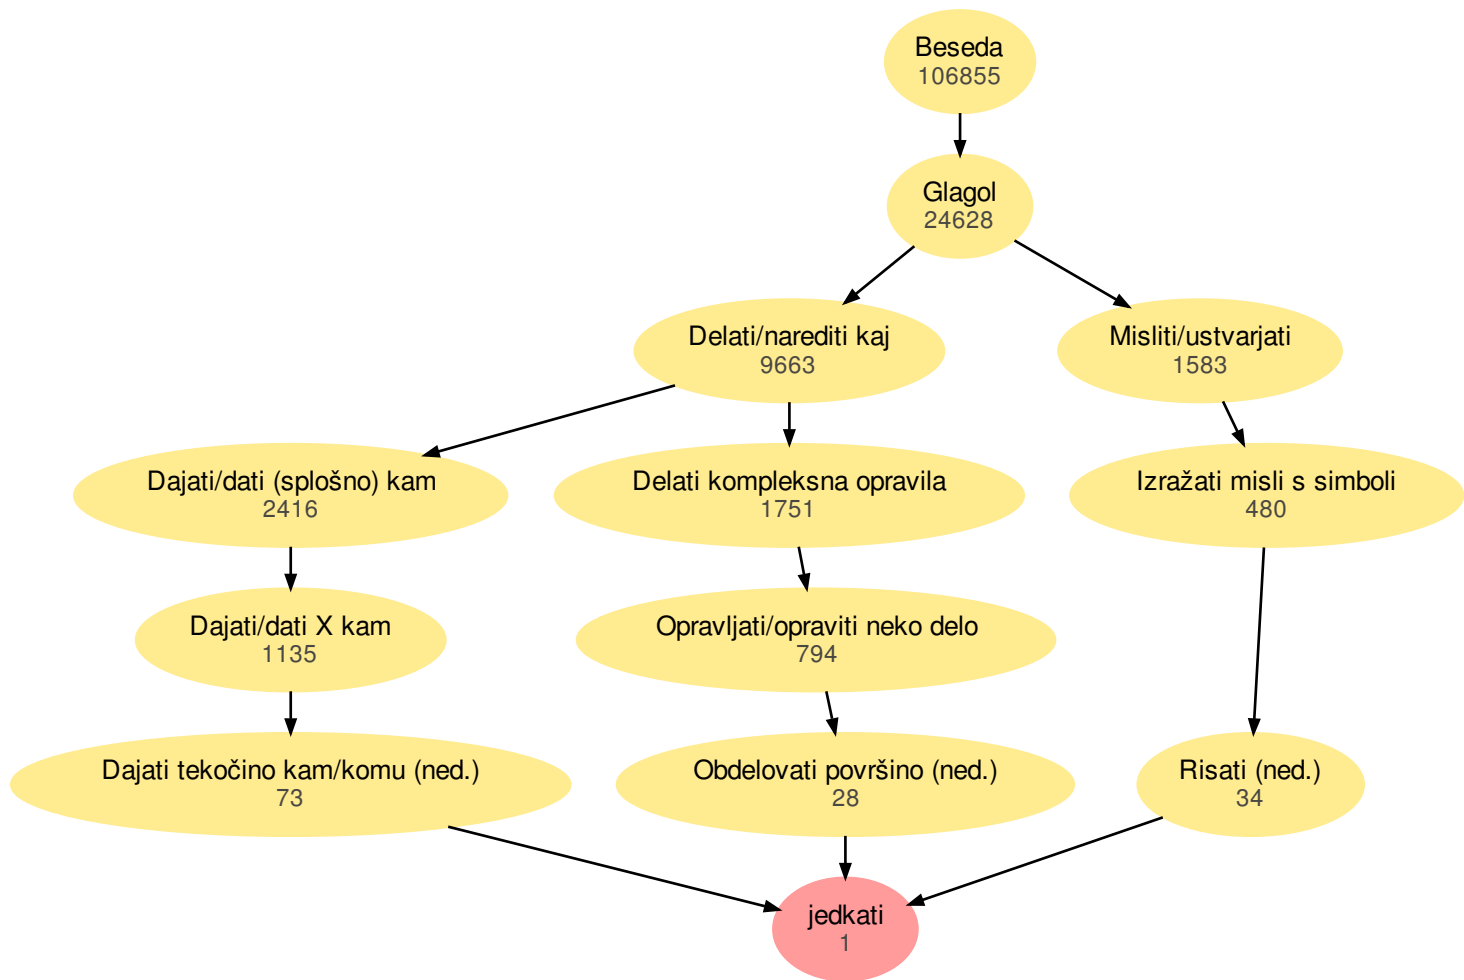 Beseda
106855
Glagol
24628
Delati/narediti kaj
9663
Misliti/ustvarjati
1583
Dajati/dati (splošno) kam
2416
Delati kompleksna opravila
1751
Izražati misli s simboli
480
Dajati/dati X kam
1135
Opravljati/opraviti neko delo
794
Dajati tekočino kam/komu (ned.)
73
Obdelovati površino (ned.)
28
Risati (ned.)
34
jedkati
1